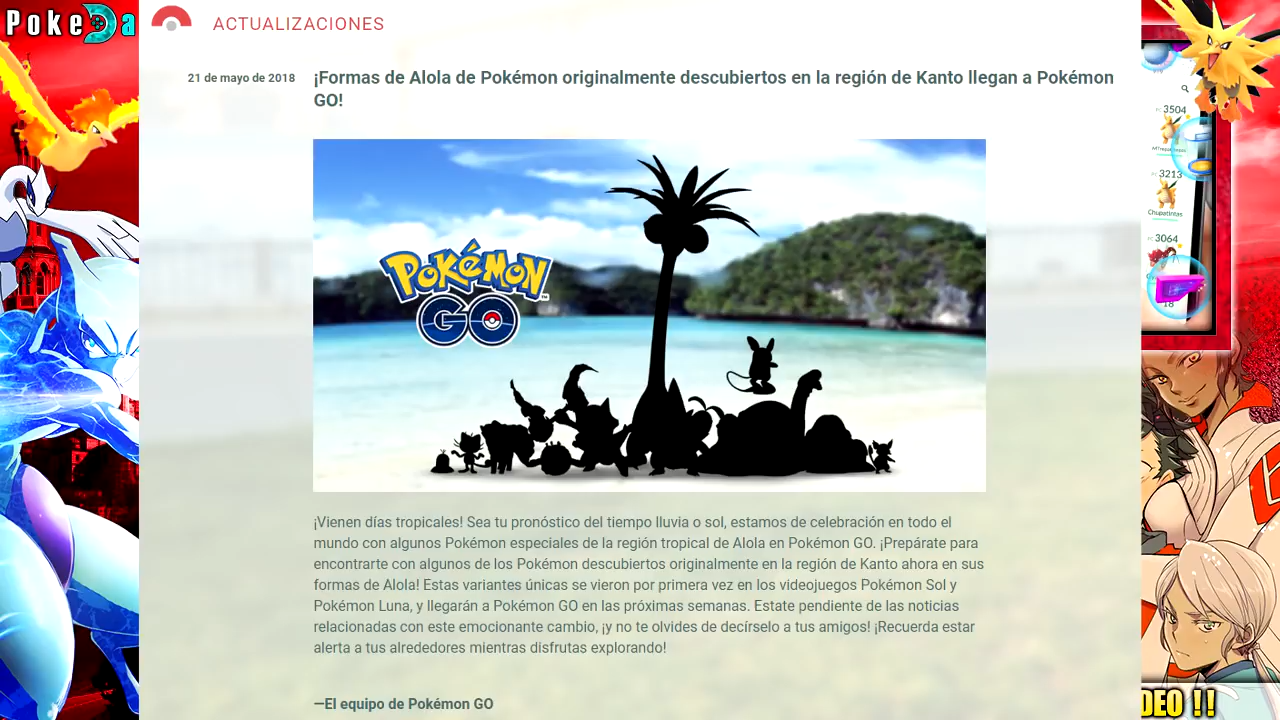 PokeDa
ACTUALIZACIONES
21 de mayo de 2018
¡Formas de Alola de Pokémon originalmente descubiertos en la región de Kanto llegan a Pokémon
GO!
POKéMON
GO
™
¡Vienen días tropicales! Sea tu pronóstico del tiempo lluvia o sol, estamos de celebración en todo el
mundo con algunos Pokémon especiales de la región tropical de Alola en Pokémon GO. ¡Prepárate para
encontrarte con algunos de los Pokémon descubiertos originalmente en la región de Kanto ahora en sus
formas de Alola! Estas variantes únicas se vieron por primera vez en los videojuegos Pokémon Sol y
Pokémon Luna, y llegarán a Pokémon GO en las próximas semanas. Estate pendiente de las noticias
relacionadas con este emocionante cambio, ¡y no te olvides de decírselo a tus amigos! ¡Recuerda estar
alerta a tus alrededores mientras disfrutas explorando!
—El equipo de Pokémon GO
PC 3504
PC 3213
Chupatintas
PC 3064
18
DEO !!